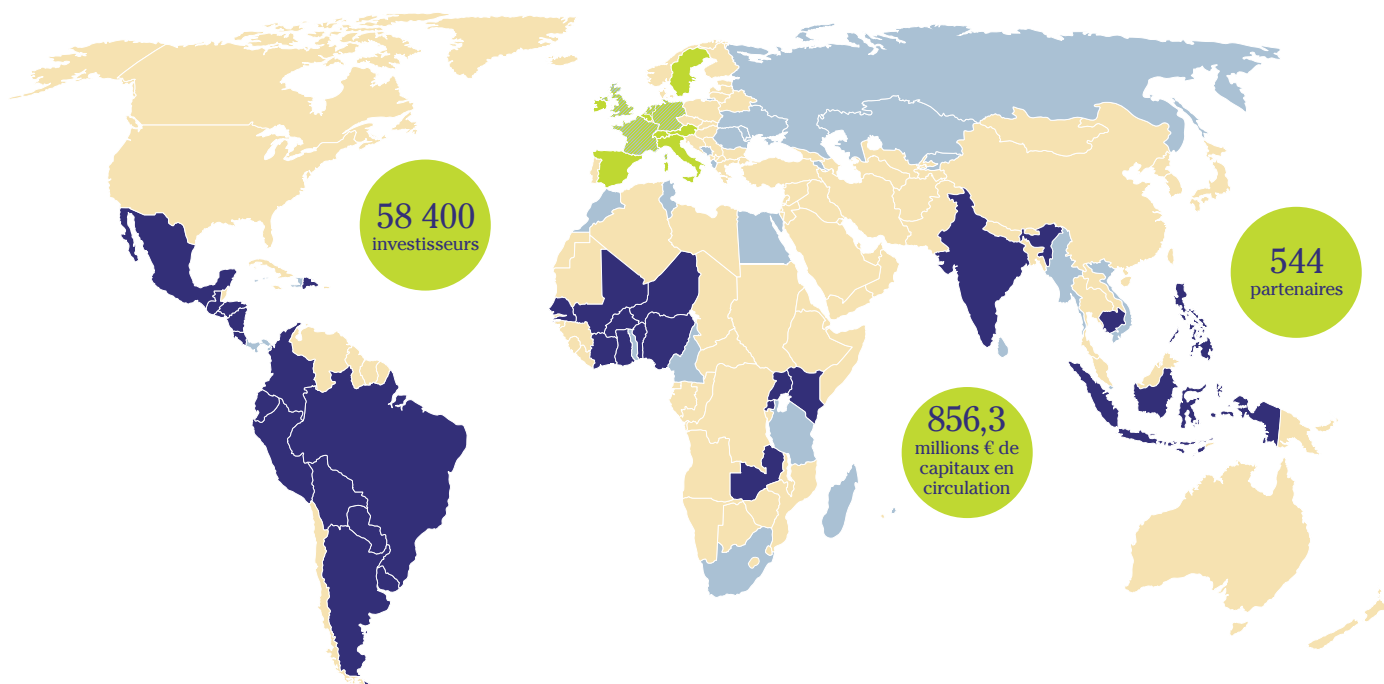 58 400
investisseurs
544
partenaires
856,3
millions € de
capitaux en
circulation